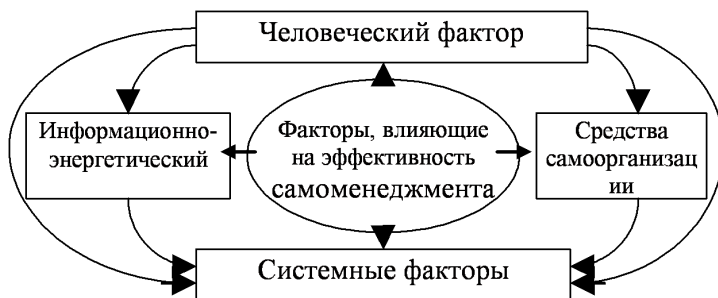 Человеческий фактор
Информационно-
энергетический
Факторы, влияющие
на эффективность
самоменеджмента
Средства
самоорганизац
ии
Системные факторы